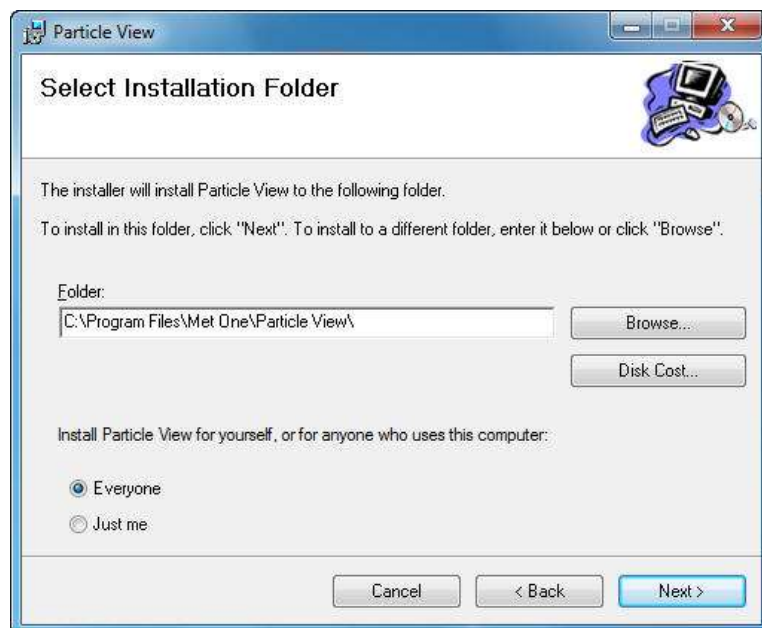 Particle View
Select Installation Folder
The installer will install Particle View to the following folder.
To install in this folder, click "Next". To install to a different folder, enter it below or click "Browse".
Folder:
C:\Program Files\Met One\Particle View\
Browse...
Disk Cost...
Install Particle View for yourself, or for anyone who uses this computer:
Everyone
Just me
Cancel
< Back
Next >